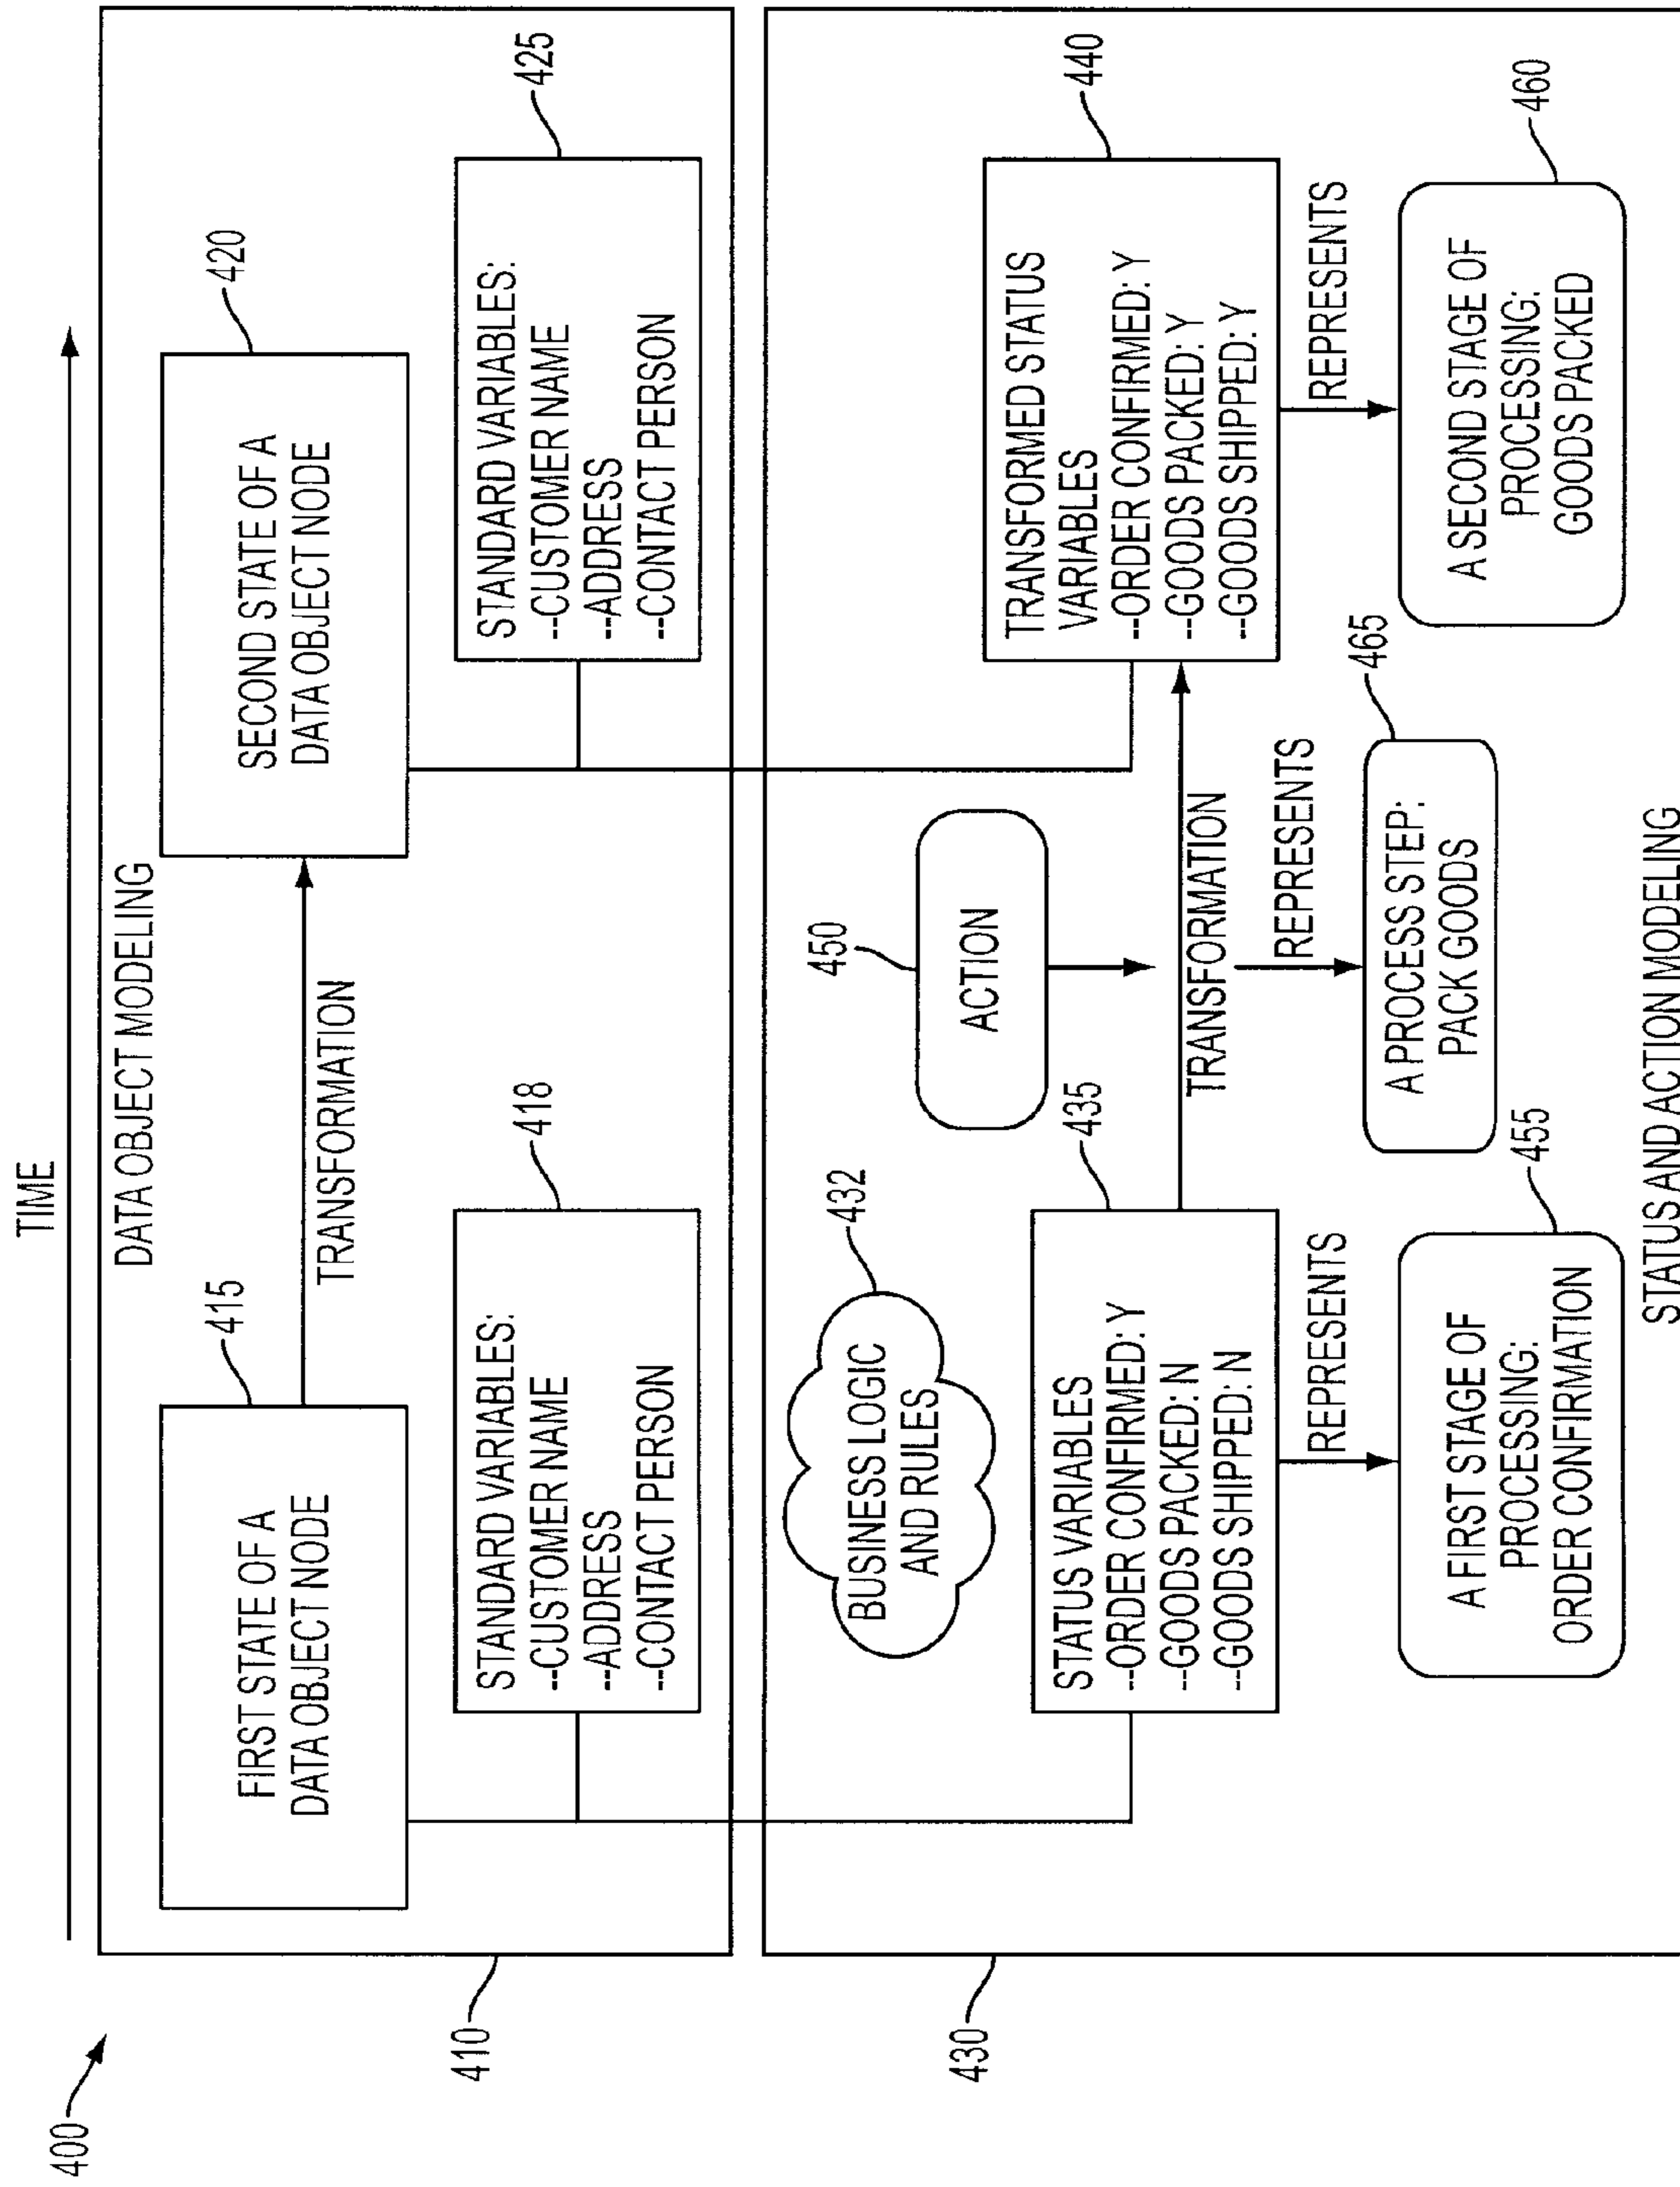 400
TIME
410
DATA OBJECT MODELING
415
FIRST STATE OF A
DATA OBJECT NODE
TRANSFORMATION
420
SECOND STATE OF A
DATA OBJECT NODE
418
STANDARD VARIABLES:
--CUSTOMER NAME
--ADDRESS
--CONTACT PERSON
425
STANDARD VARIABLES:
--CUSTOMER NAME
--ADDRESS
--CONTACT PERSON
430
432
BUSINESS LOGIC
AND RULES
450
ACTION
435
STATUS VARIABLES
--ORDER CONFIRMED: Y
--GOODS PACKED: N
--GOODS SHIPPED: N
TRANSFORMATION
440
TRANSFORMED STATUS
VARIABLES
--ORDER CONFIRMED: Y
--GOODS PACKED: Y
--GOODS SHIPPED: Y
REPRESENTS
REPRESENTS
REPRESENTS
455
A FIRST STAGE OF
PROCESSING:
ORDER CONFIRMATION
465
A PROCESS STEP:
PACK GOODS
460
A SECOND STAGE OF
PROCESSING:
GOODS PACKED
STATUS AND ACTION MODELING